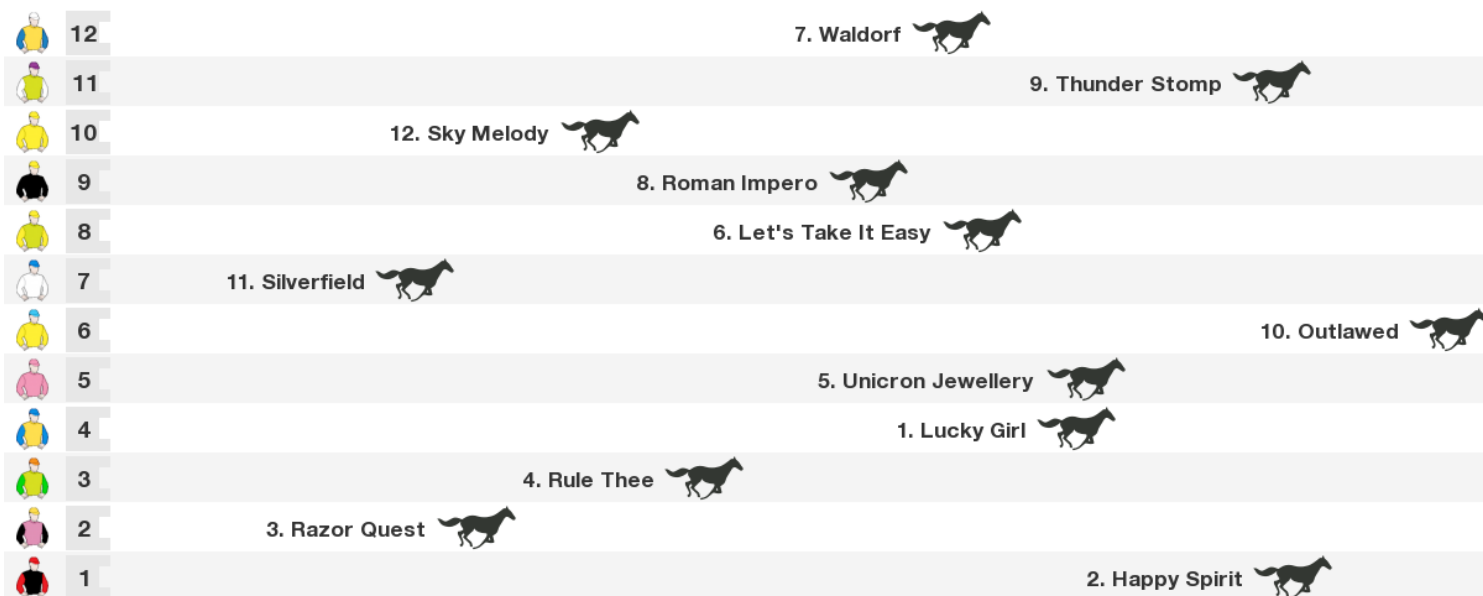 12 7. Waldorf
11 9. Thunder Stomp
10 12. Sky Melody
9 8. Roman Impero
8 6. Let's Take It Easy
7 11. Silverfield
6 10. Outlawed
5 5. Unicron Jewellery
4 1. Lucky Girl
3 4. Rule Thee
2 3. Razor Quest
1 2. Happy Spirit